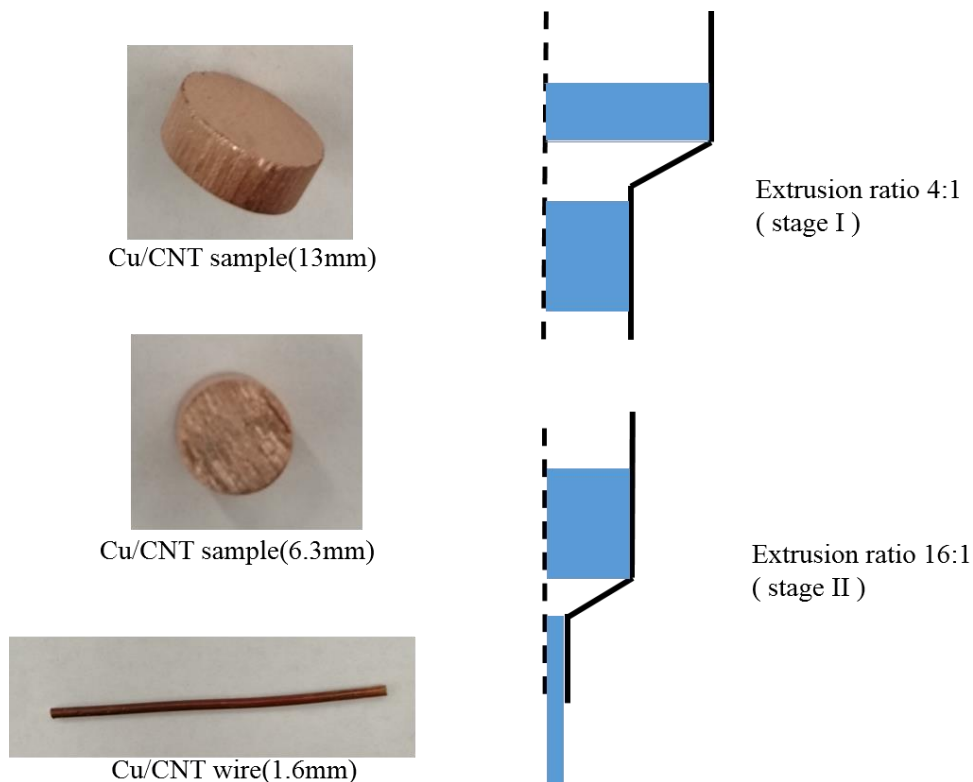 Cu/CNT sample(13mm)
Extrusion ratio 4:1
( stage I )
Cu/CNT sample(6.3mm)
Extrusion ratio 16:1
( stage II )
Cu/CNT wire(1.6mm)